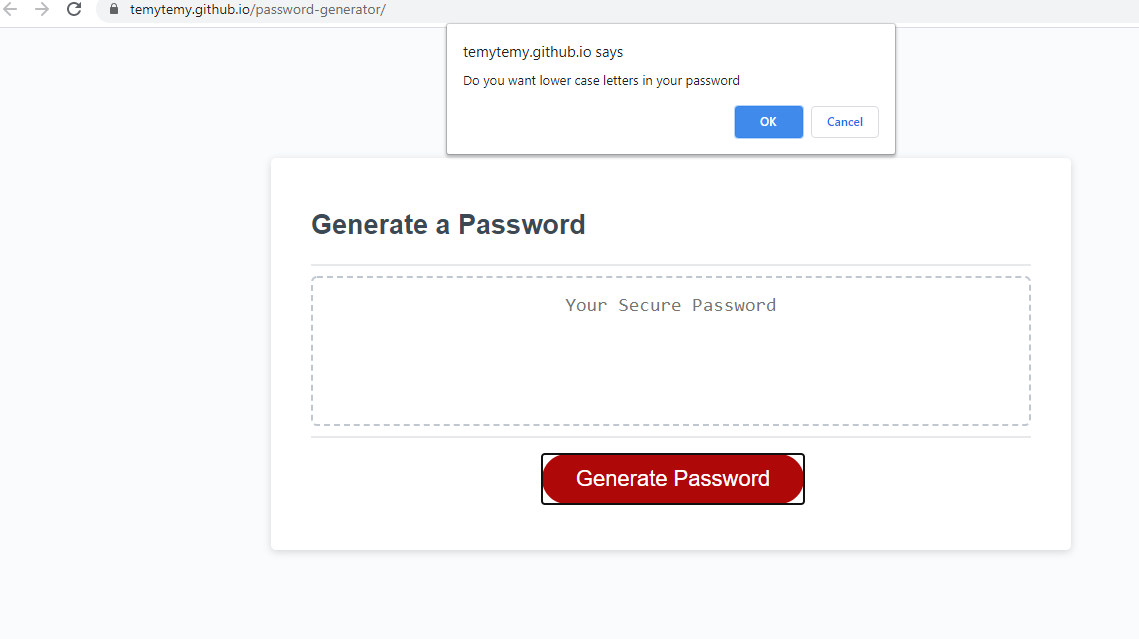 temytemy.github.io/password-generator/
temytemy.github.io says
Do you want lower case letters in your password
OK
Cancel
Generate a Password
Your Secure Password
Generate Password